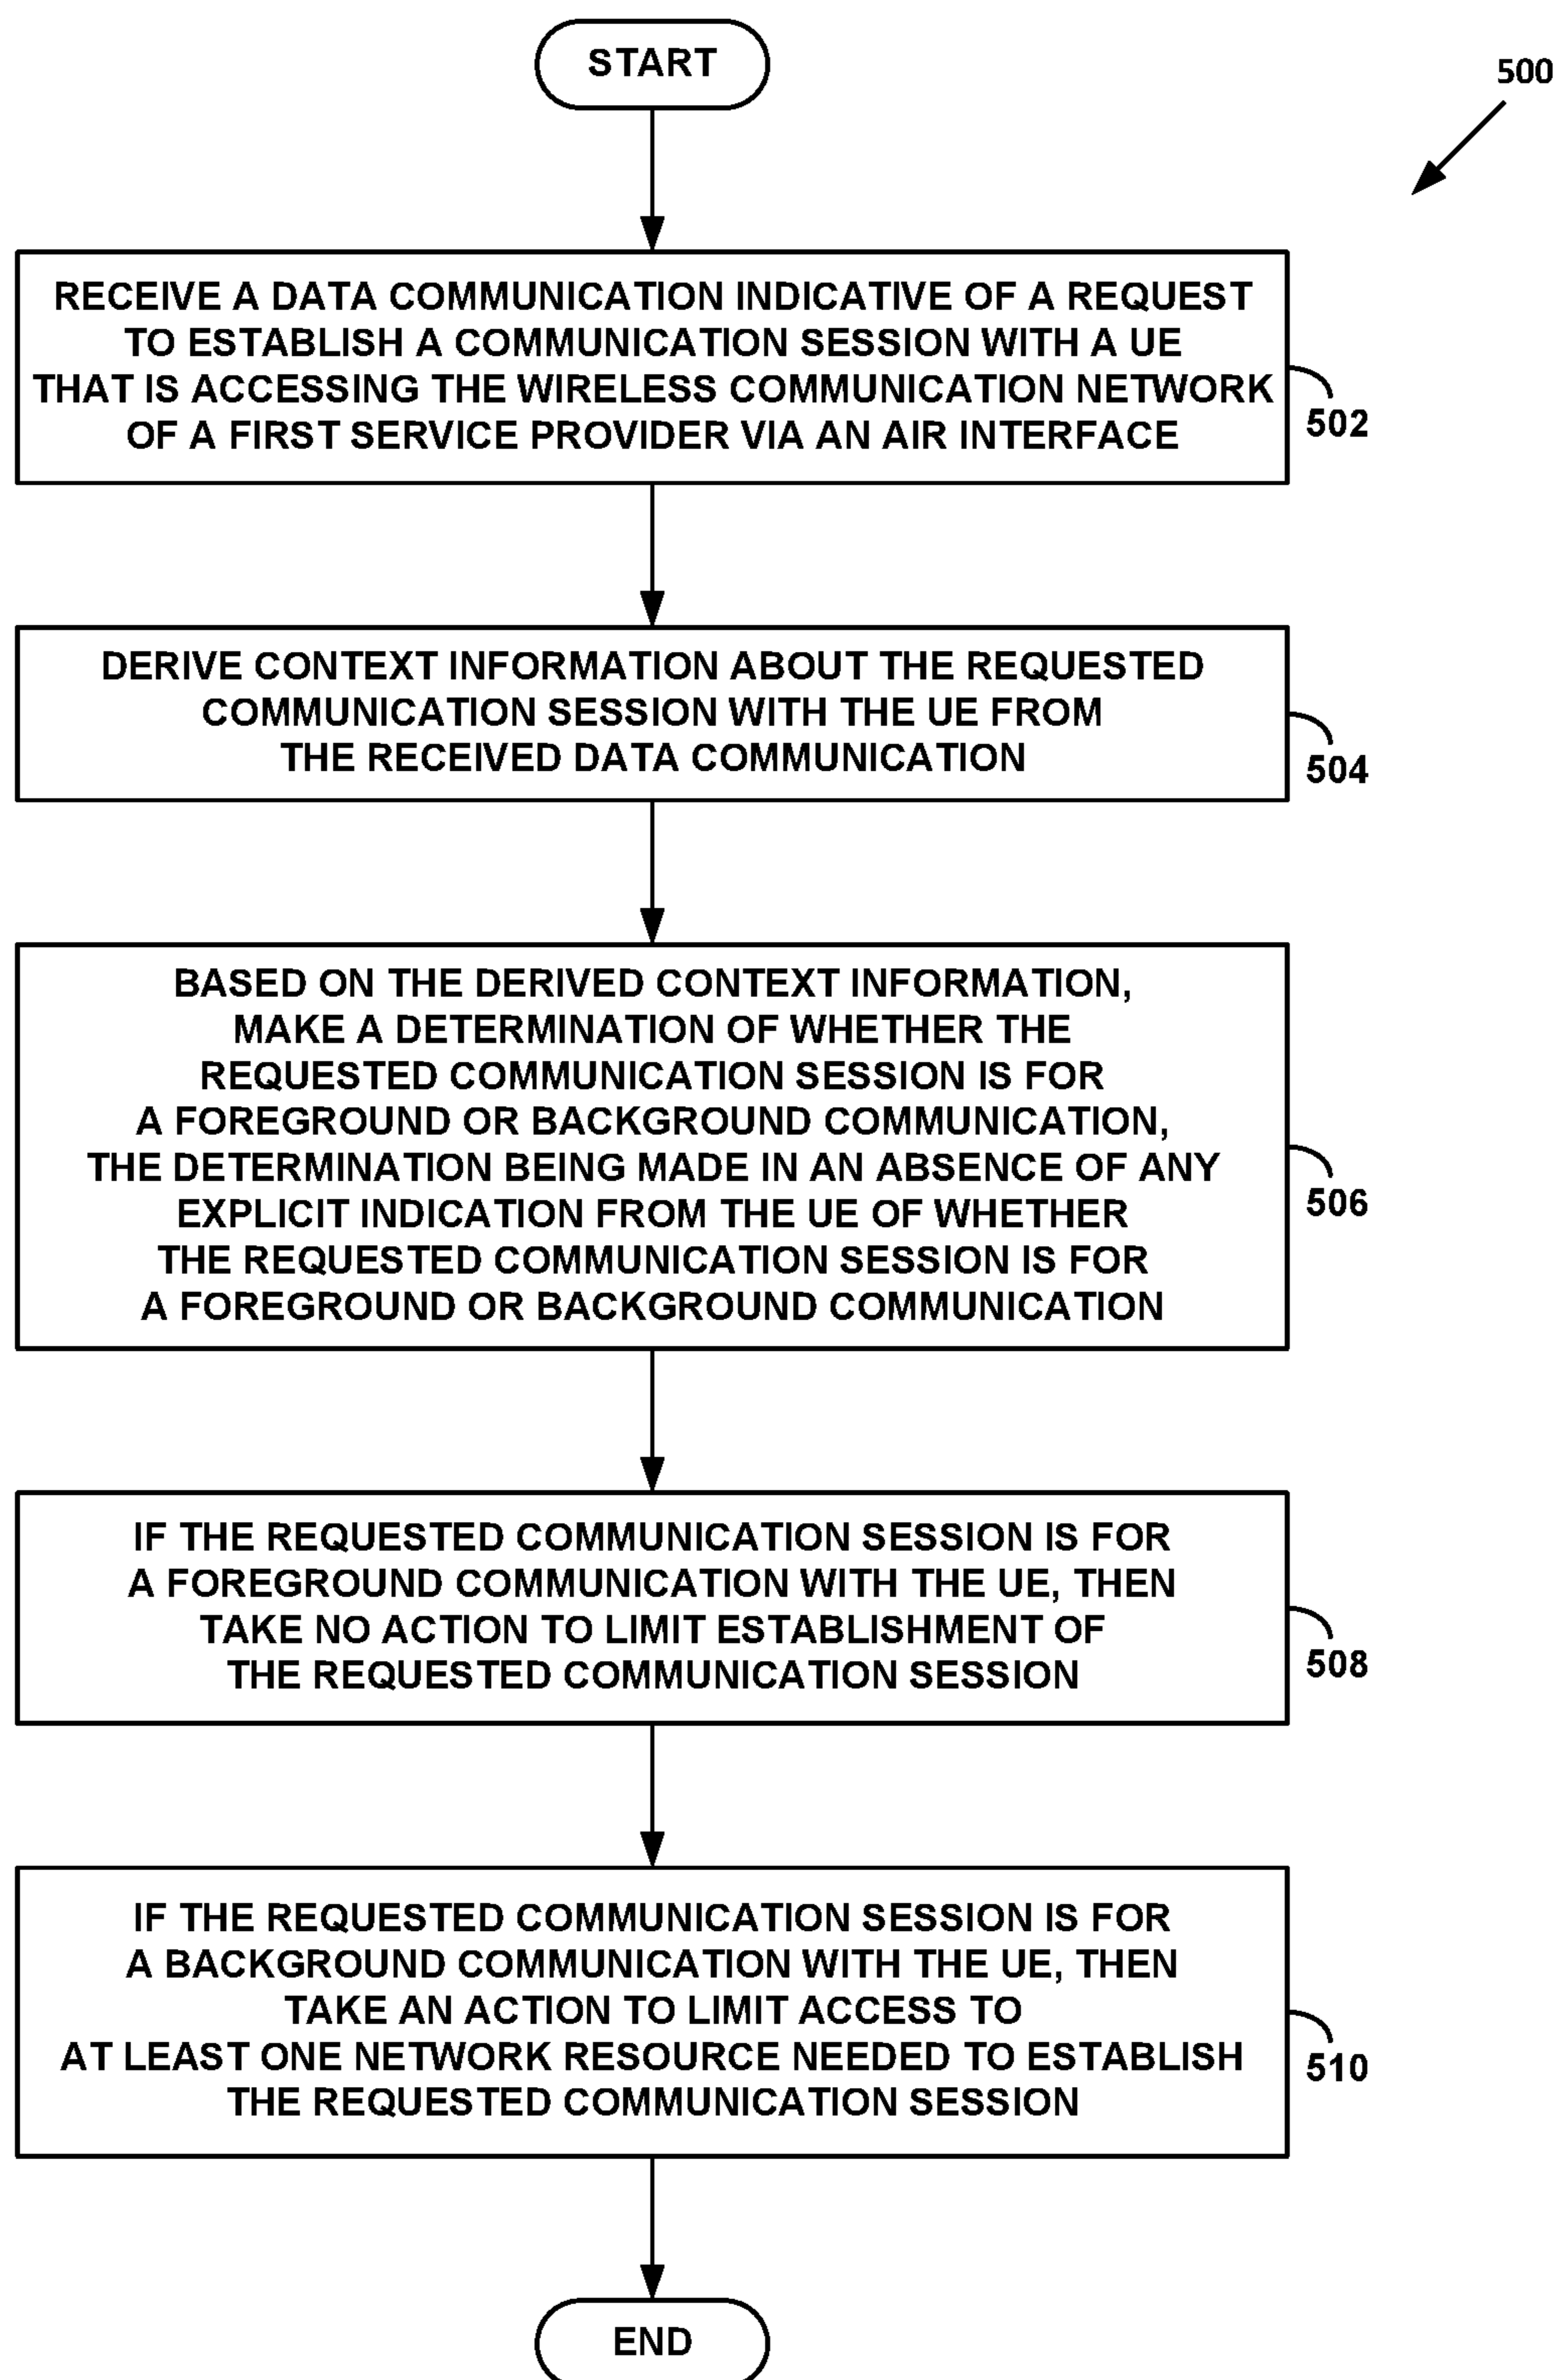 START
500
RECEIVE A DATA COMMUNICATION INDICATIVE OF A REQUEST
TO ESTABLISH A COMMUNICATION SESSION WITH A UE
THAT IS ACCESSING THE WIRELESS COMMUNICATION NETWORK
OF A FIRST SERVICE PROVIDER VIA AN AIR INTERFACE
502
DERIVE CONTEXT INFORMATION ABOUT THE REQUESTED
COMMUNICATION SESSION WITH THE UE FROM
THE RECEIVED DATA COMMUNICATION
504
BASED ON THE DERIVED CONTEXT INFORMATION,
MAKE A DETERMINATION OF WHETHER THE
REQUESTED COMMUNICATION SESSION IS FOR
A FOREGROUND OR BACKGROUND COMMUNICATION,
THE DETERMINATION BEING MADE IN AN ABSENCE OF ANY
EXPLICIT INDICATION FROM THE UE OF WHETHER
THE REQUESTED COMMUNICATION SESSION IS FOR
A FOREGROUND OR BACKGROUND COMMUNICATION
506
IF THE REQUESTED COMMUNICATION SESSION IS FOR
A FOREGROUND COMMUNICATION WITH THE UE, THEN
TAKE NO ACTION TO LIMIT ESTABLISHMENT OF
THE REQUESTED COMMUNICATION SESSION
508
IF THE REQUESTED COMMUNICATION SESSION IS FOR
A BACKGROUND COMMUNICATION WITH THE UE, THEN
TAKE AN ACTION TO LIMIT ACCESS TO
AT LEAST ONE NETWORK RESOURCE NEEDED TO ESTABLISH
THE REQUESTED COMMUNICATION SESSION
510
END